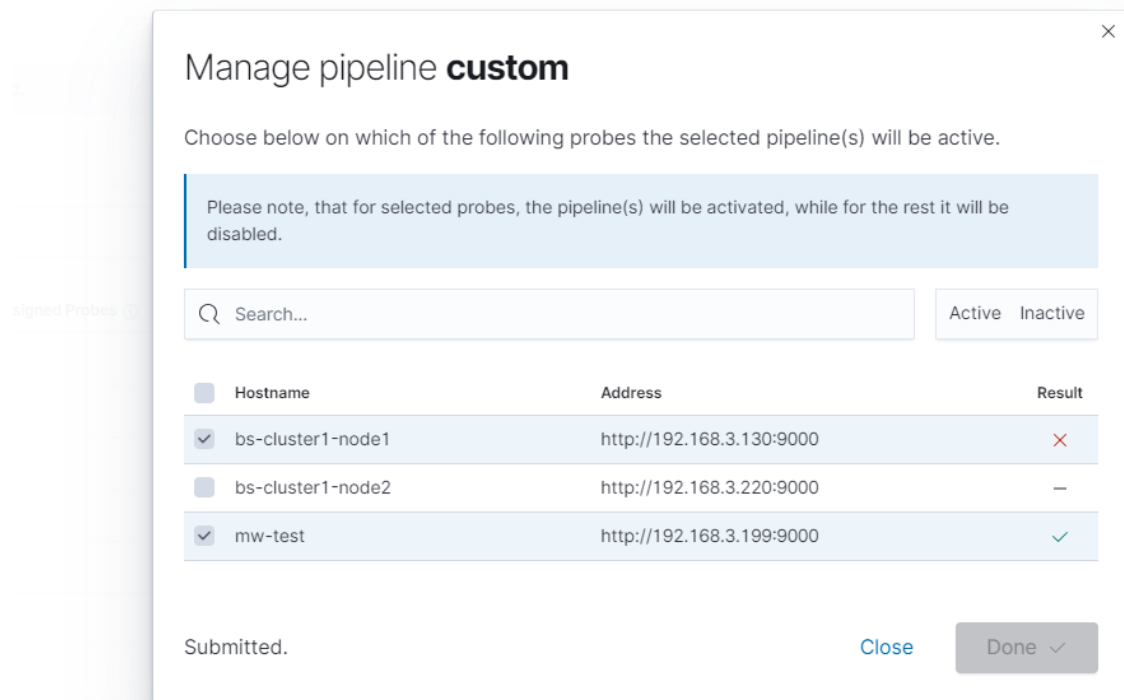 Manage pipeline custom
Choose below on which of the following probes the selected pipeline(s) will be active.
Please note, that for selected probes, the pipeline(s) will be activated, while for the rest it will be
disabled.
signed Probes
Search...
Active Inactive
Hostname Address Result
bs-cluster1-node1 http://192.168.3.130:9000
bs-cluster1-node2 http://192.168.3.220:9000
mw-test http://192.168.3.199:9000
Submitted.
Close Done